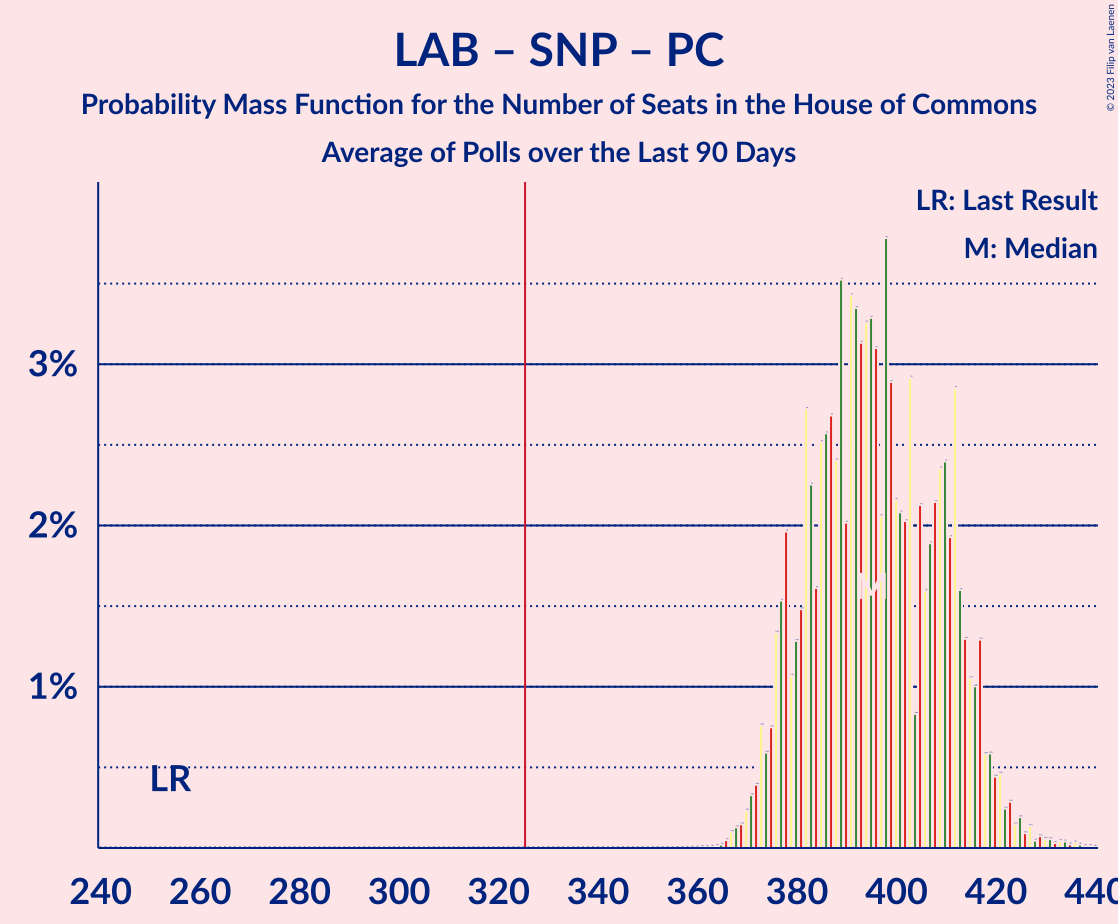 LAB – SNP – PC
Probability Mass Function for the Number of Seats in the House of Commons
Average of Polls over the Last 90 Days
© 2023 Filip van Laenen
LR: Last Result
M: Median
3%
2%
1%
LR
M
240 260 280 300 320 340 360 380 400 420 440